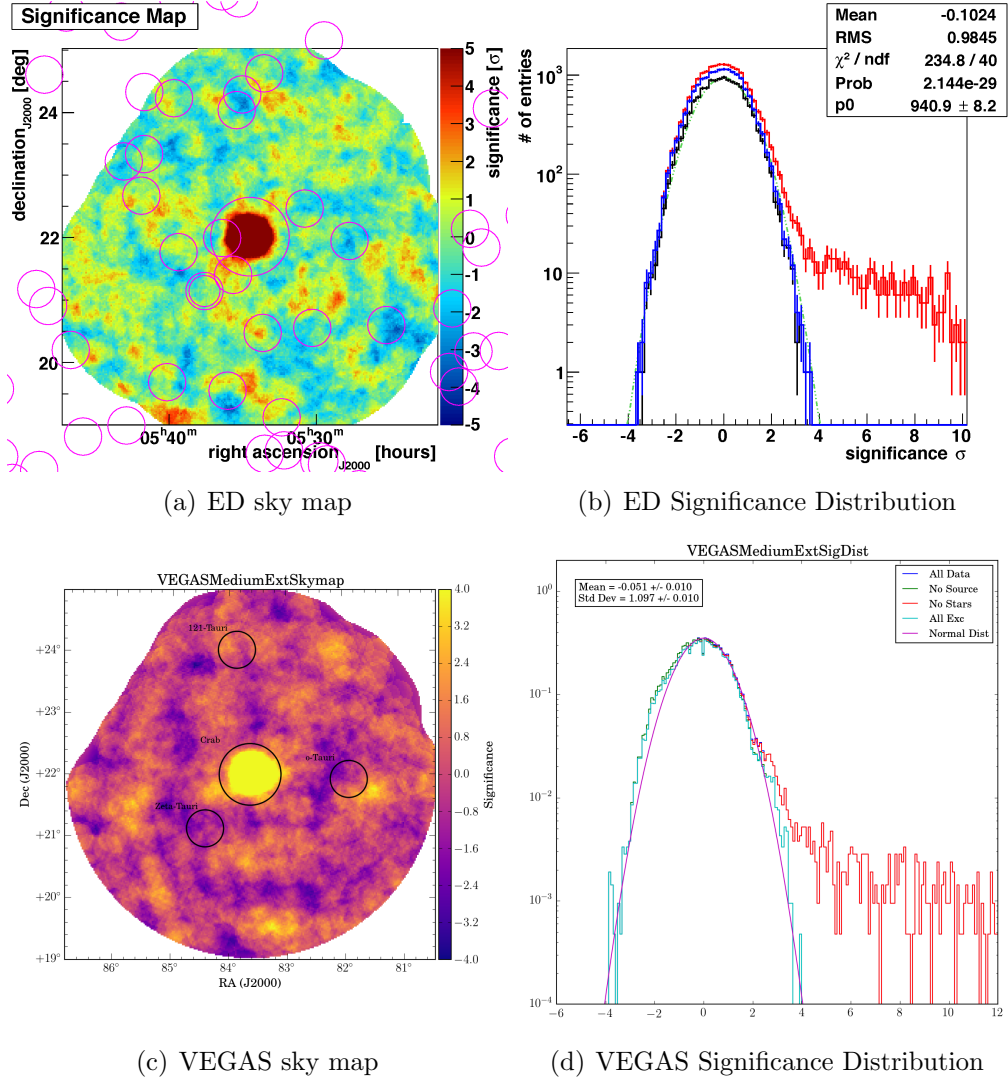 Significance Map
declination J2000 [deg]
24
22
20
05h40m
05h30m
right ascension J2000 [hours]
5
4
3
2
1
0
-1
-2
-3
-4
-5
significance [σ]
Mean -0.1024
RMS 0.9845
χ² / ndf 234.8 / 40
Prob 2.144e-29
p0 940.9 ± 8.2
# of entries
10³
10²
10
1
-6 -4 -2 0 2 4 6 8 10
significance σ
(a) ED sky map
(b) ED Significance Distribution
VEGASMediumExtSkymap
121-Tauri
Crab
o-Tauri
Zeta-Tauri
Dec (J2000)
+24°
+23°
+22°
+21°
+20°
+19°
86° 85° 84° 83° 82° 81°
RA (J2000)
4.0
3.2
2.4
1.6
0.8
0.0
−0.8
−1.6
−2.4
−3.2
−4.0
Significance
VEGASMediumExtSigDist
Mean = -0.051 +/- 0.010
Std Dev = 1.097 +/- 0.010
All Data
No Source
No Stars
All Exc
Normal Dist
10⁰
10⁻¹
10⁻²
10⁻³
10⁻⁴
−6 −4 −2 0 2 4 6 8 10 12
(c) VEGAS sky map
(d) VEGAS Significance Distribution